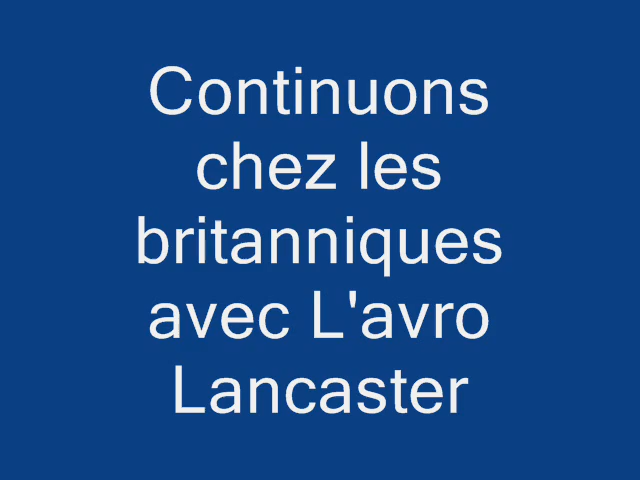 Continuons
chez les
britanniques
avec L'avro
Lancaster